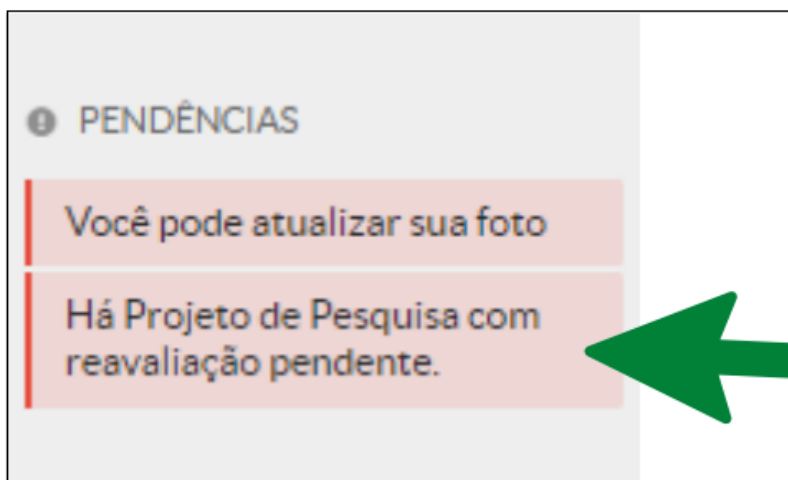 PENDÊNCIAS
Você pode atualizar sua foto
Há Projeto de Pesquisa com
reavaliação pendente.